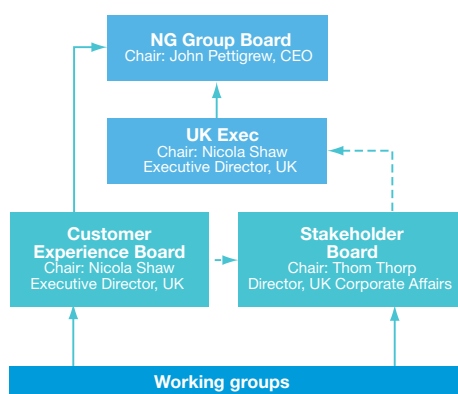 NG Group Board
Chair: John Pettigrew, CEO
UK Exec
Chair: Nicola Shaw
Executive Director, UK
Customer
Experience Board
Chair: Nicola Shaw
Executive Director, UK
Stakeholder
Board
Chair: Thom Thorp
Director, UK Corporate Affairs
Working groups